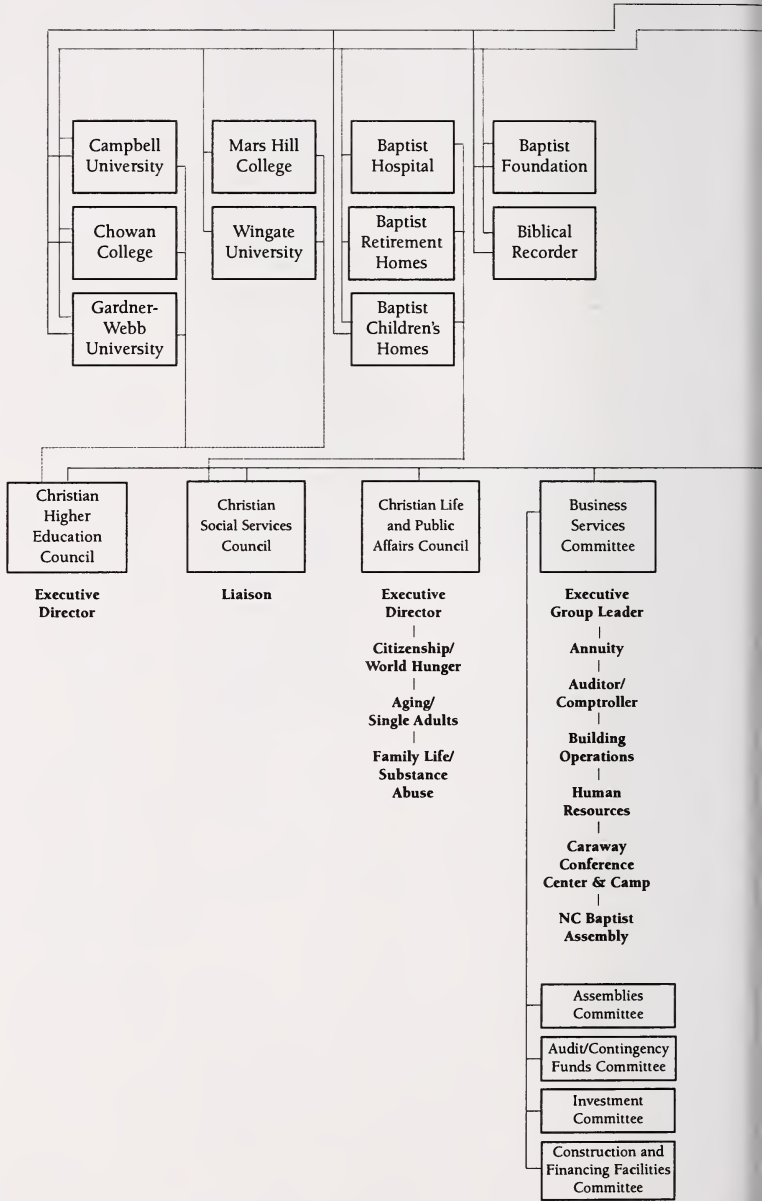 Campbell
University
Mars Hill
College
Baptist
Hospital
Baptist
Foundation
Chowan
College
Wingate
University
Baptist
Retirement
Homes
Biblical
Recorder
Gardner-
Webb
University
Baptist
Children's
Homes
Christian
Higher
Education
Council
Executive
Director
Christian
Social Services
Council
Liaison
Christian Life
and Public
Affairs Council
Executive
Director
Citizenship/
World Hunger
Aging/
Single Adults
Family Life/
Substance
Abuse
Business
Services
Committee
Executive
Group Leader
Annuity
Auditor/
Comptroller
Building
Operations
Human
Resources
Caraway
Conference
Center & Camp
NC Baptist
Assembly
Assemblies
Committee
Audit/Contingency
Funds Committee
Investment
Committee
Construction and
Financing Facilities
Committee